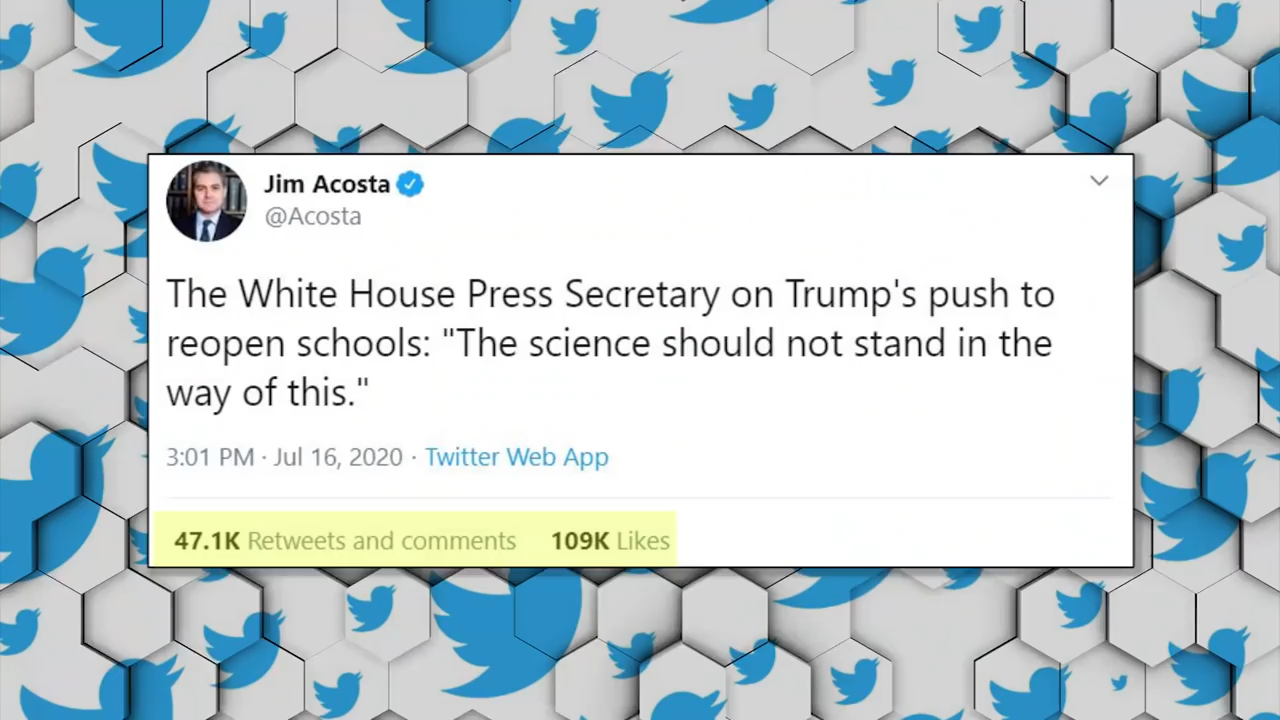 Jim Acosta
@Acosta
The White House Press Secretary on Trump's push to
reopen schools: "The science should not stand in the
way of this."
3:01 PM · Jul 16, 2020 · Twitter Web App
47.1K Retweets and comments 109K Likes